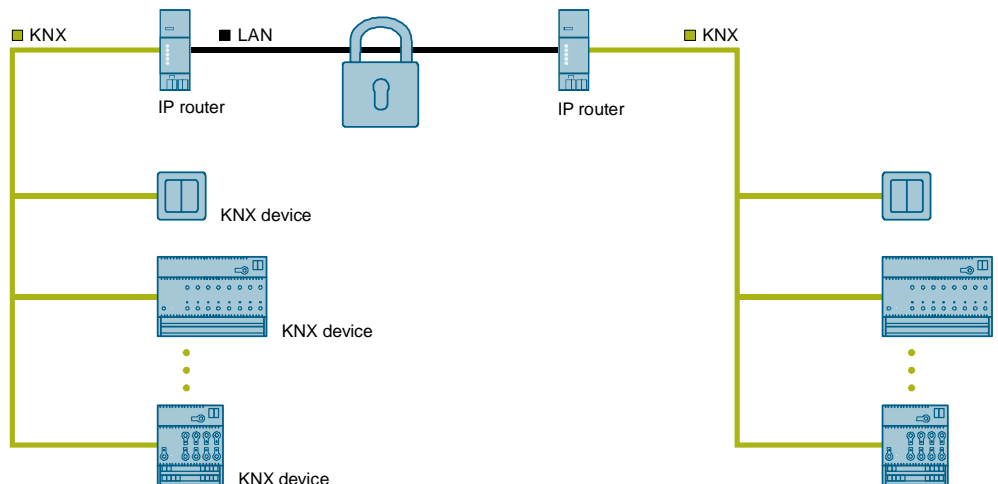 KNX
LAN
KNX
IP router
IP router
KNX device
KNX device
KNX device